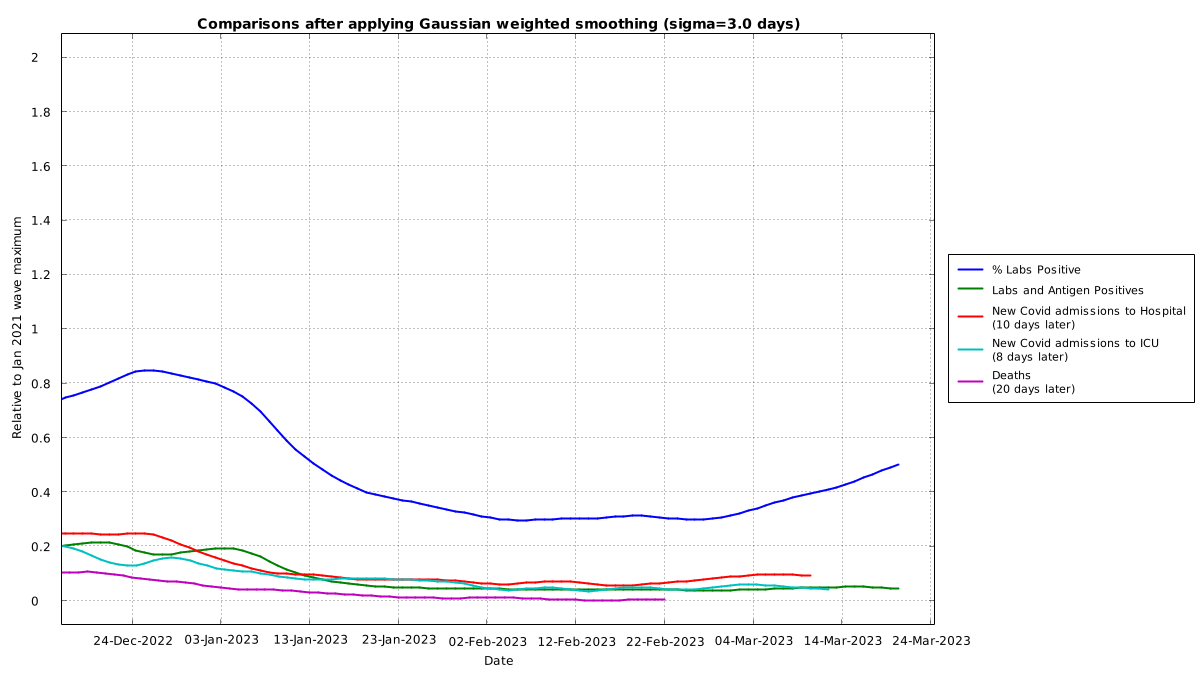 Comparisons after applying Gaussian weighted smoothing (sigma=3.0 days)
Relative to Jan 2021 wave maximum
2
1.8
1.6
1.4
1.2
1
0.8
0.6
0.4
0.2
0
24-Dec-2022 03-Jan-2023 13-Jan-2023 23-Jan-2023 02-Feb-2023 12-Feb-2023 22-Feb-2023 04-Mar-2023 14-Mar-2023 24-Mar-2023
Date
% Labs Positive
Labs and Antigen Positives
New Covid admissions to Hospital
(10 days later)
New Covid admissions to ICU
(8 days later)
Deaths
(20 days later)